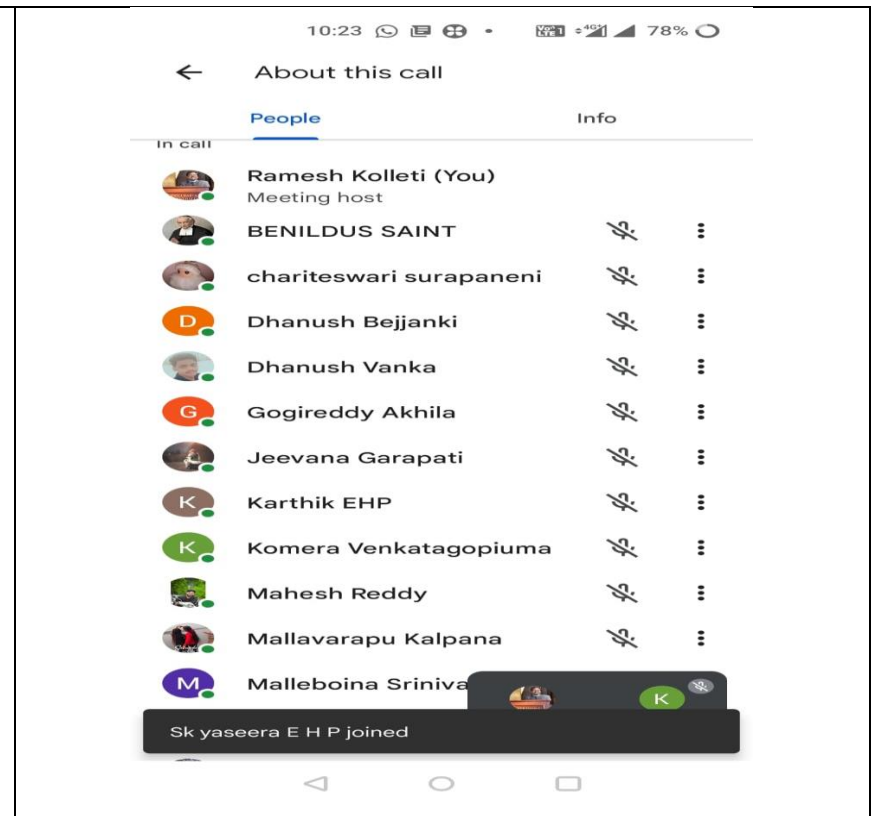 10:23
78%
About this call
People Info
In call
Ramesh Kolleti (You)
Meeting host
BENILDUS SAINT
chariteswari surapaneni
D Dhanush Bejjanki
Dhanush Vanka
G Gogireddy Akhila
Jeevana Garapati
K Karthik EHP
K Komera Venkatagopiuma
Mahesh Reddy
Mallavarapu Kalpana
M Malleboina Sriniva
K
Sk yaseera E H P joined